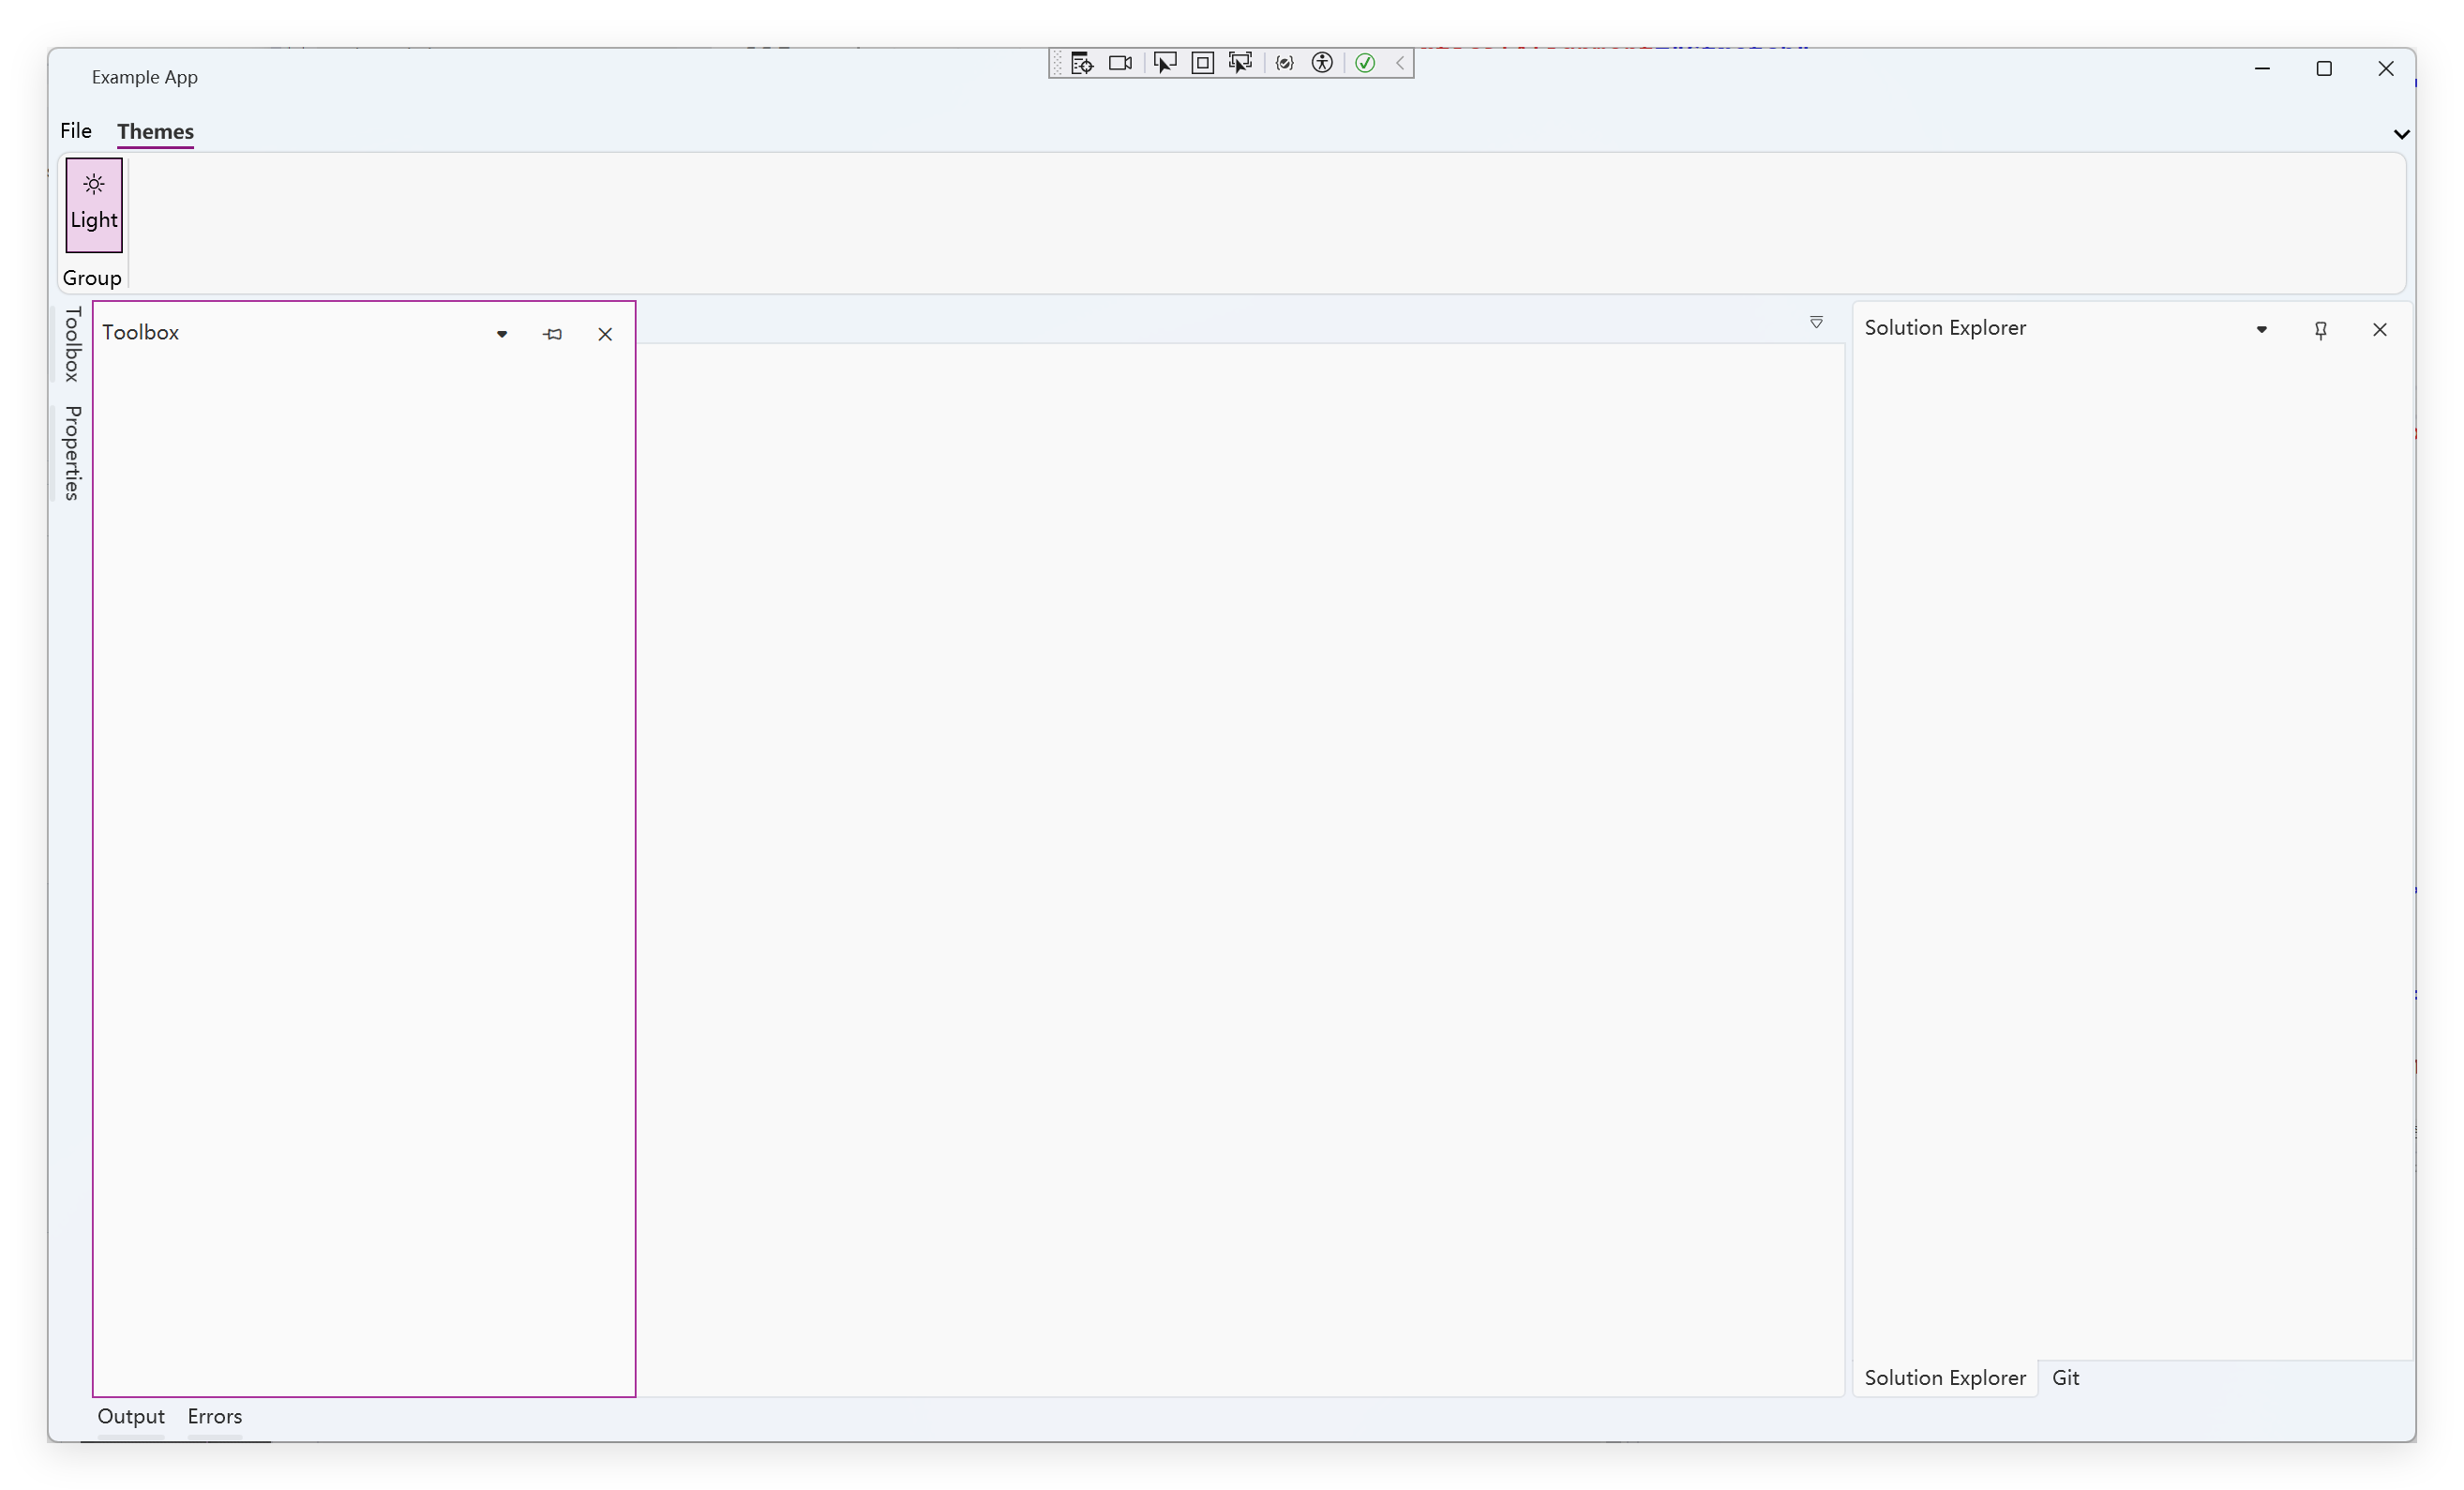 Example App
File Themes
Light
Group
Toolbox
Properties
Toolbox
Solution Explorer
Solution Explorer Git
Output Errors